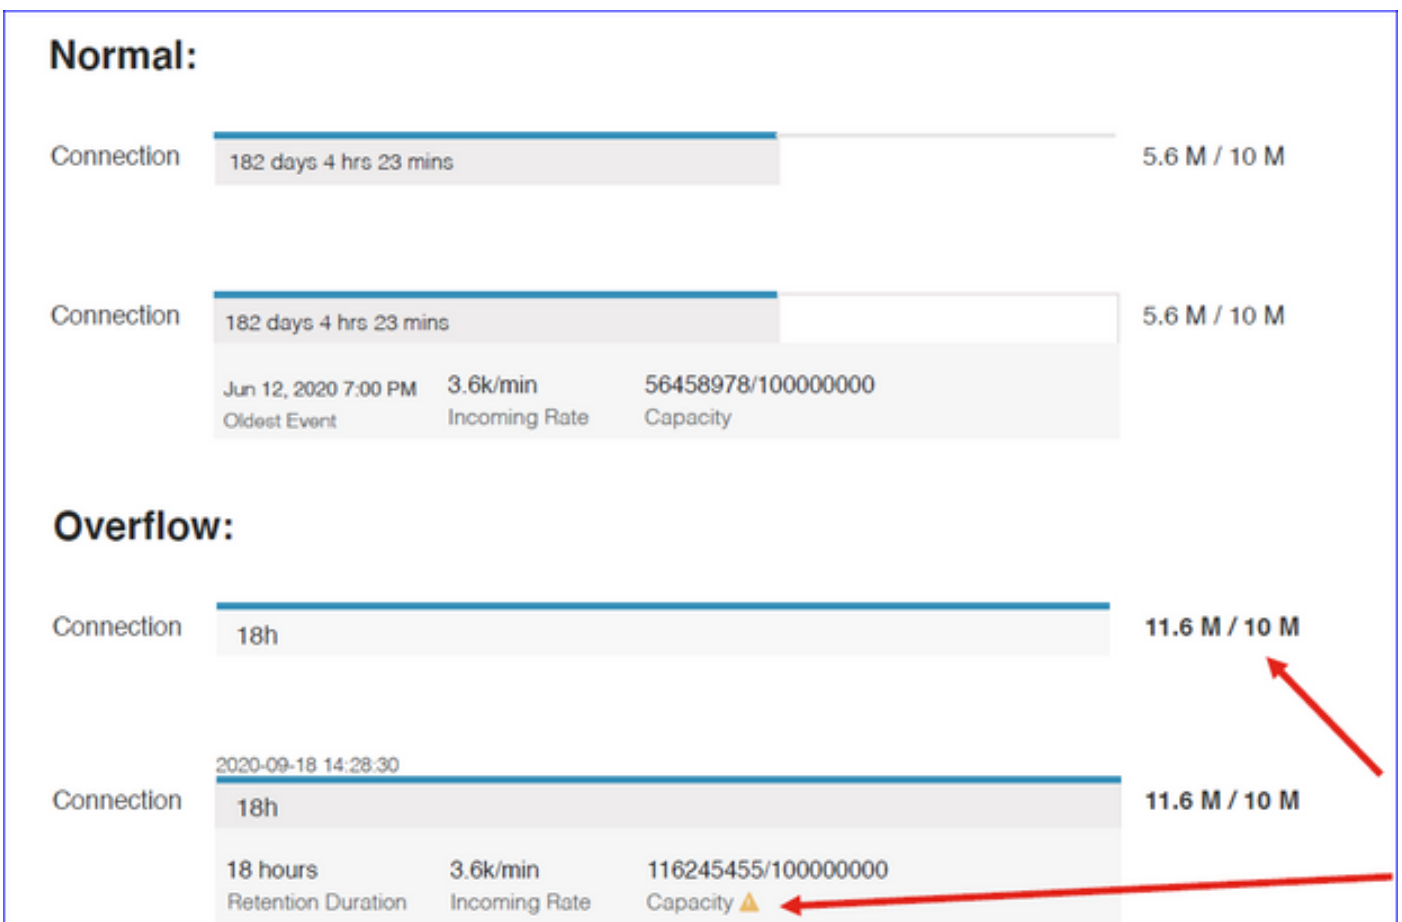 Normal:
Connection
182 days 4 hrs 23 mins
5.6 M / 10 M
Connection
182 days 4 hrs 23 mins
5.6 M / 10 M
Jun 12, 2020 7:00 PM
3.6k/min
56458978/100000000
Oldest Event
Incoming Rate
Capacity
Overflow:
Connection
18h
11.6 M / 10 M
2020-09-18 14:28:30
Connection
18h
11.6 M / 10 M
18 hours
3.6k/min
116245455/100000000
Retention Duration
Incoming Rate
Capacity